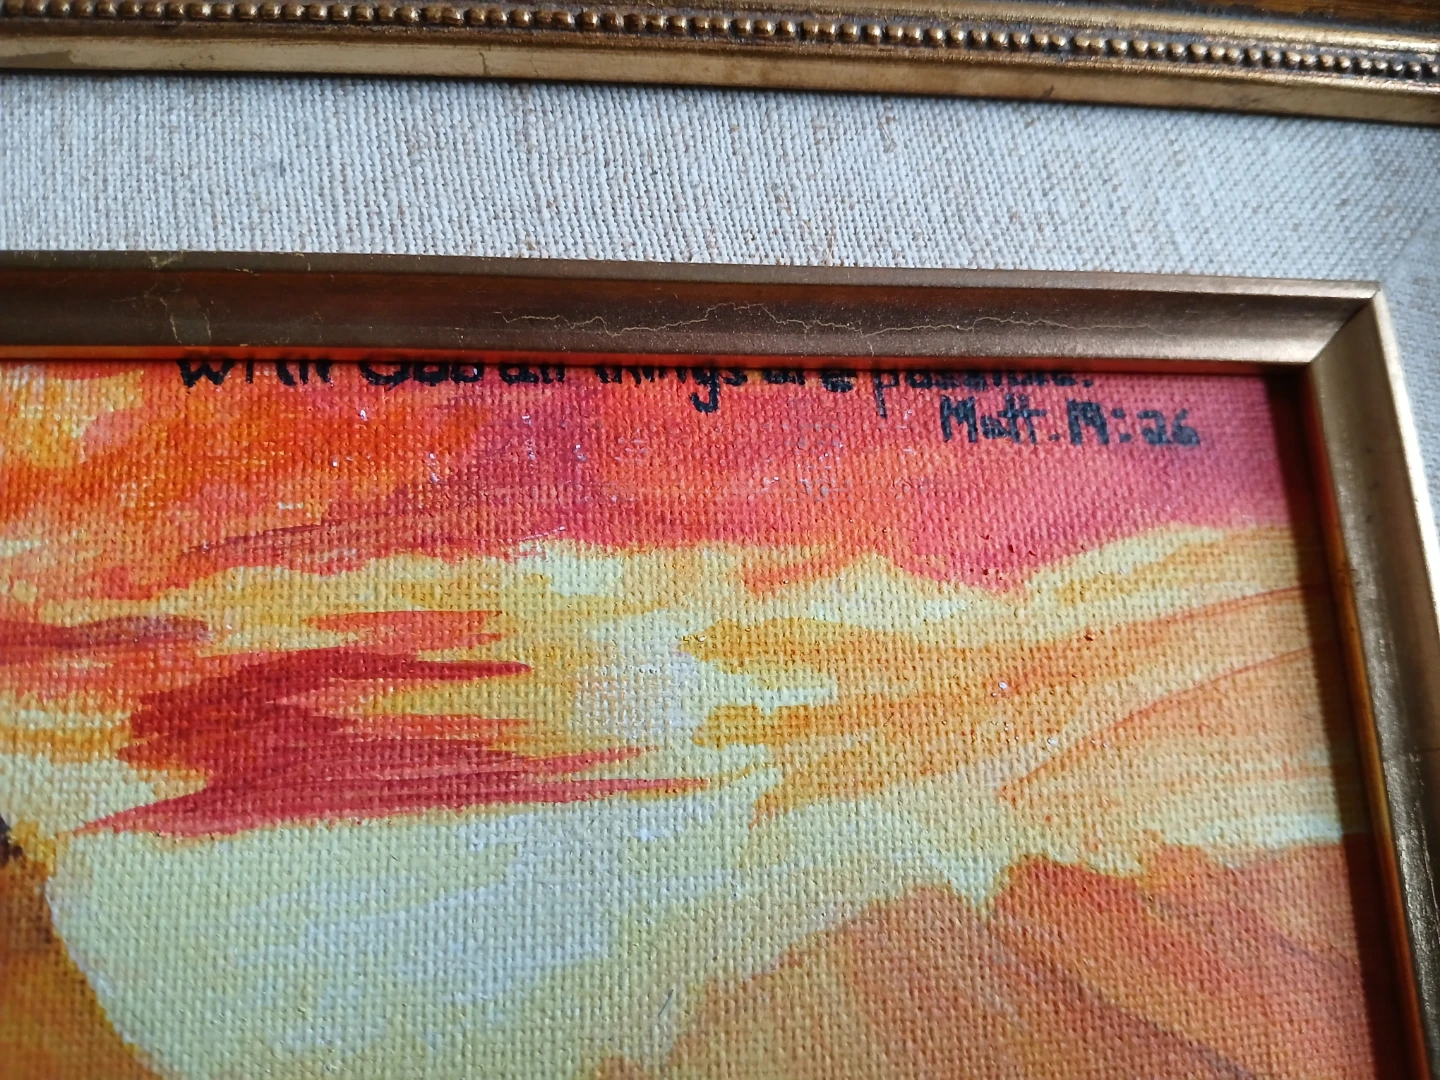 with God all things are possible.
Matt. 19:26